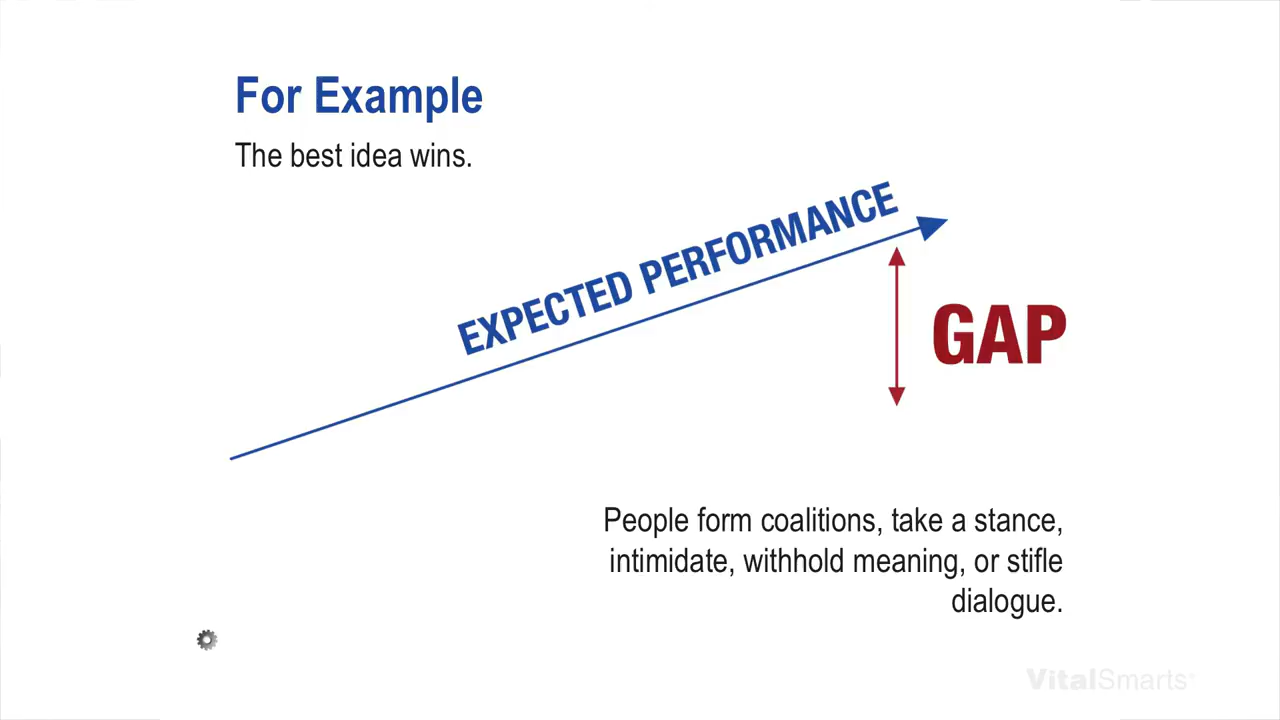 For Example
The best idea wins.
EXPECTED PERFORMANCE
GAP
People form coalitions, take a stance,
intimidate, withhold meaning, or stifle
dialogue.
VitalSmarts®